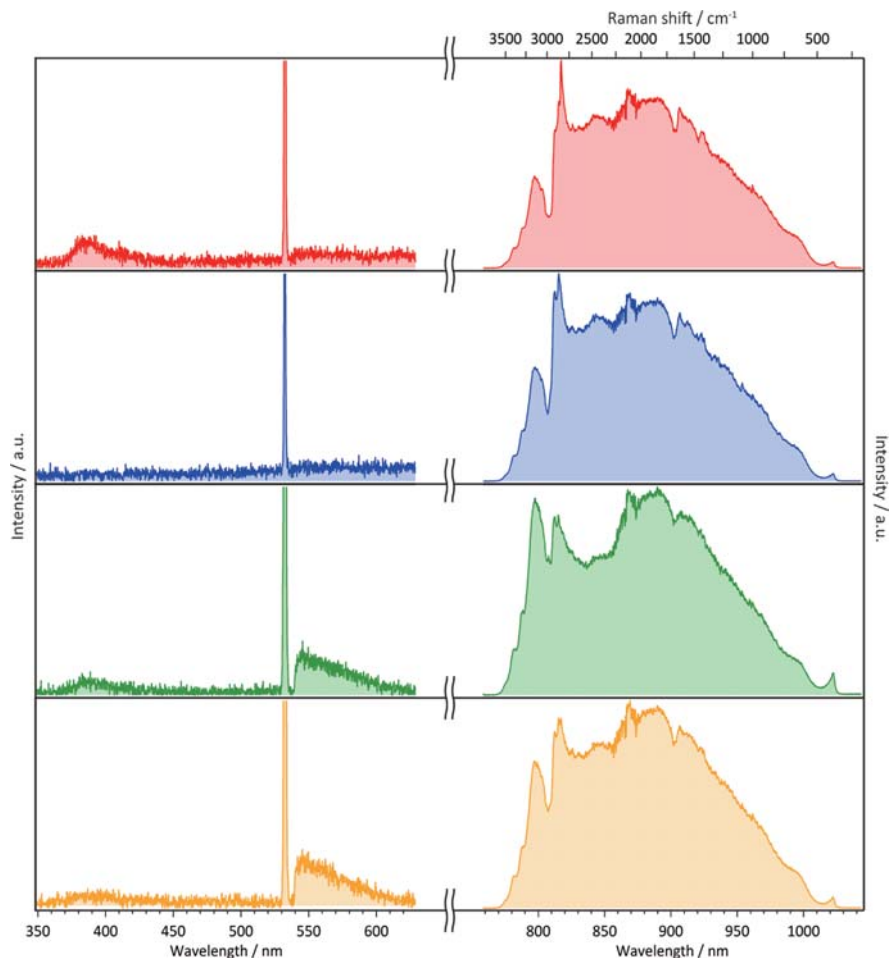 Raman shift / cm⁻¹
3500 3000 2500 2000 1500 1000 500
Intensity / a.u.
Intensity / a.u.
350 400 450 500 550 600 800 850 900 950 1000
Wavelength / nm Wavelength / nm